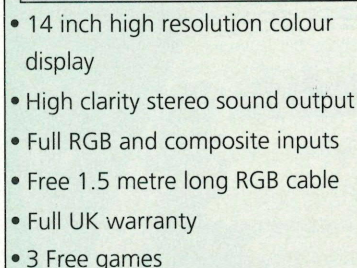 • 14 inch high resolution colour
display
• High clarity stereo sound output
• Full RGB and composite inputs
• Free 1.5 metre long RGB cable
• Full UK warranty
• 3 Free games